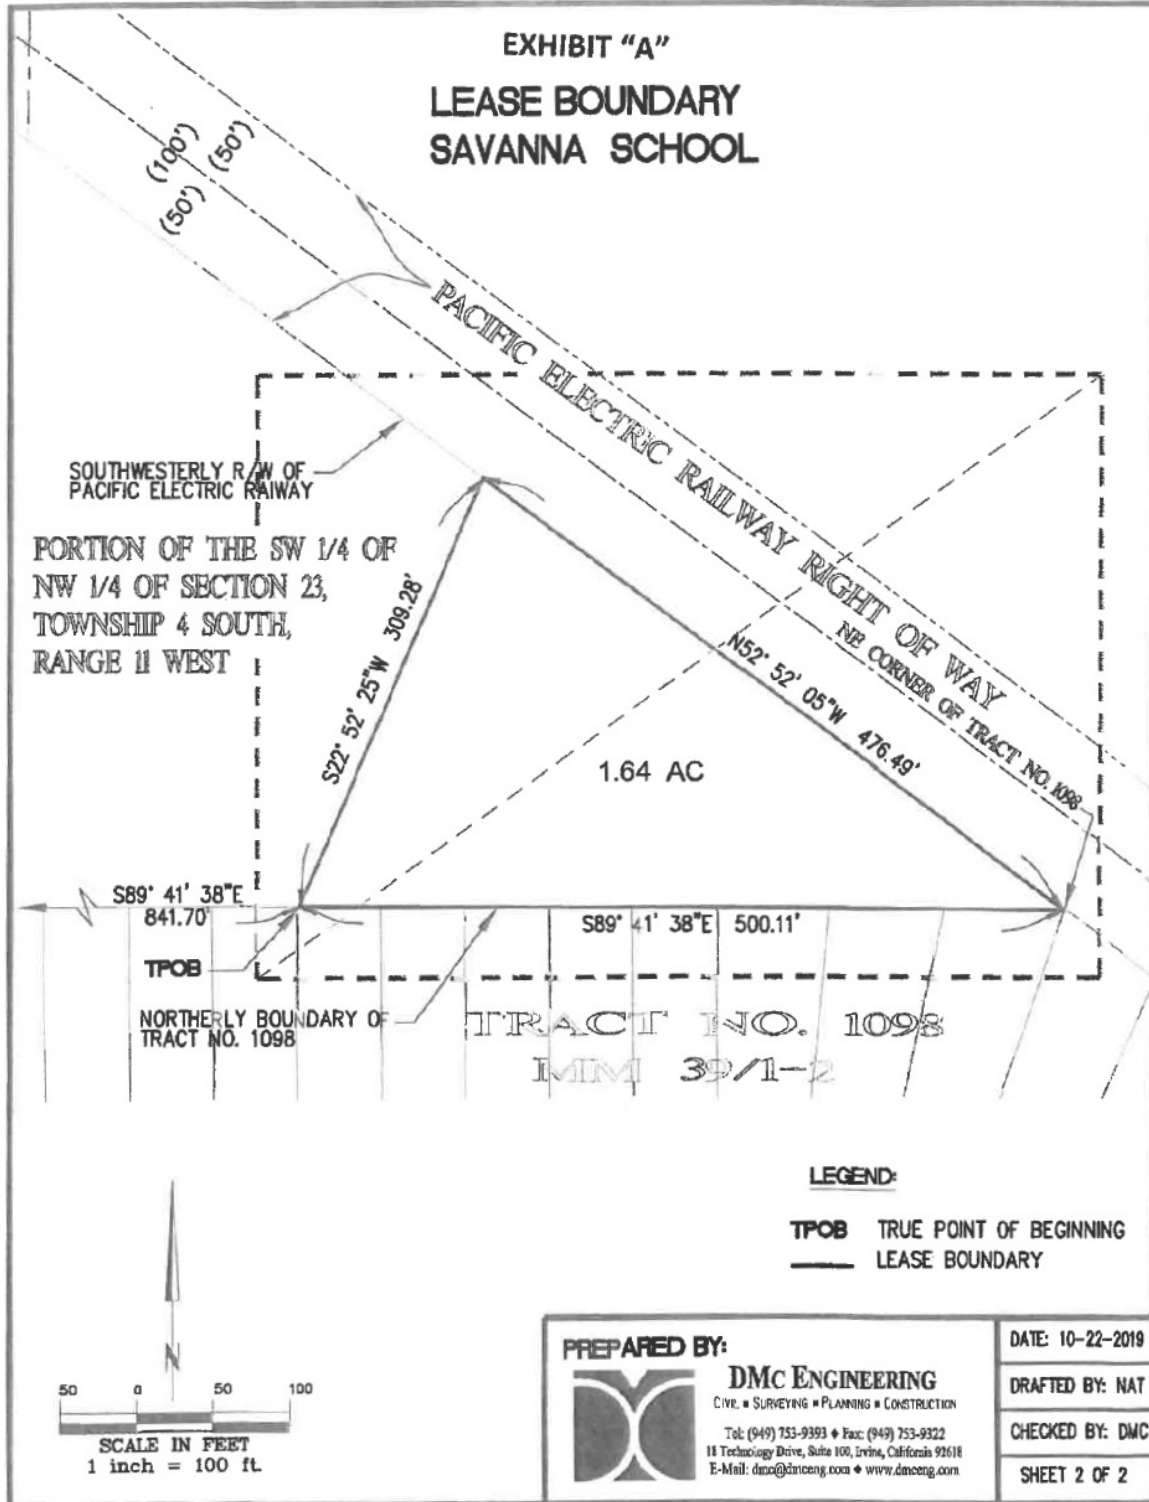 EXHIBIT “A”
LEASE BOUNDARY
SAVANNA SCHOOL
(100')
(50')
(50')
PACIFIC ELECTRIC RAILWAY RIGHT OF WAY
SOUTHWESTERLY R/W OF
PACIFIC ELECTRIC RAIWAY
PORTION OF THE SW 1/4 OF
NW 1/4 OF SECTION 23,
TOWNSHIP 4 SOUTH,
RANGE 11 WEST
S22° 52' 25"W 309.28'
N52° 52' 05"W 476.49'
NE CORNER OF TRACT NO. 1098
1.64 AC
S89° 41' 38"E
841.70'
S89° 41' 38"E 500.11'
TPOB
NORTHERLY BOUNDARY OF
TRACT NO. 1098
TRACT NO. 1098
MM 39/1-2
LEGEND:
TPOB TRUE POINT OF BEGINNING
LEASE BOUNDARY
N
50 0 50 100
SCALE IN FEET
1 inch = 100 ft.
PREPARED BY:
DMC ENGINEERING
CIVIL ■ SURVEYING ■ PLANNING ■ CONSTRUCTION
Tel: (949) 753-9393 ♦ Fax: (949) 753-9322
18 Technology Drive, Suite 100, Irvine, California 92618
E-Mail: dmc@dmceng.com ♦ www.dmceng.com
DATE: 10-22-2019
DRAFTED BY: NAT
CHECKED BY: DMC
SHEET 2 OF 2